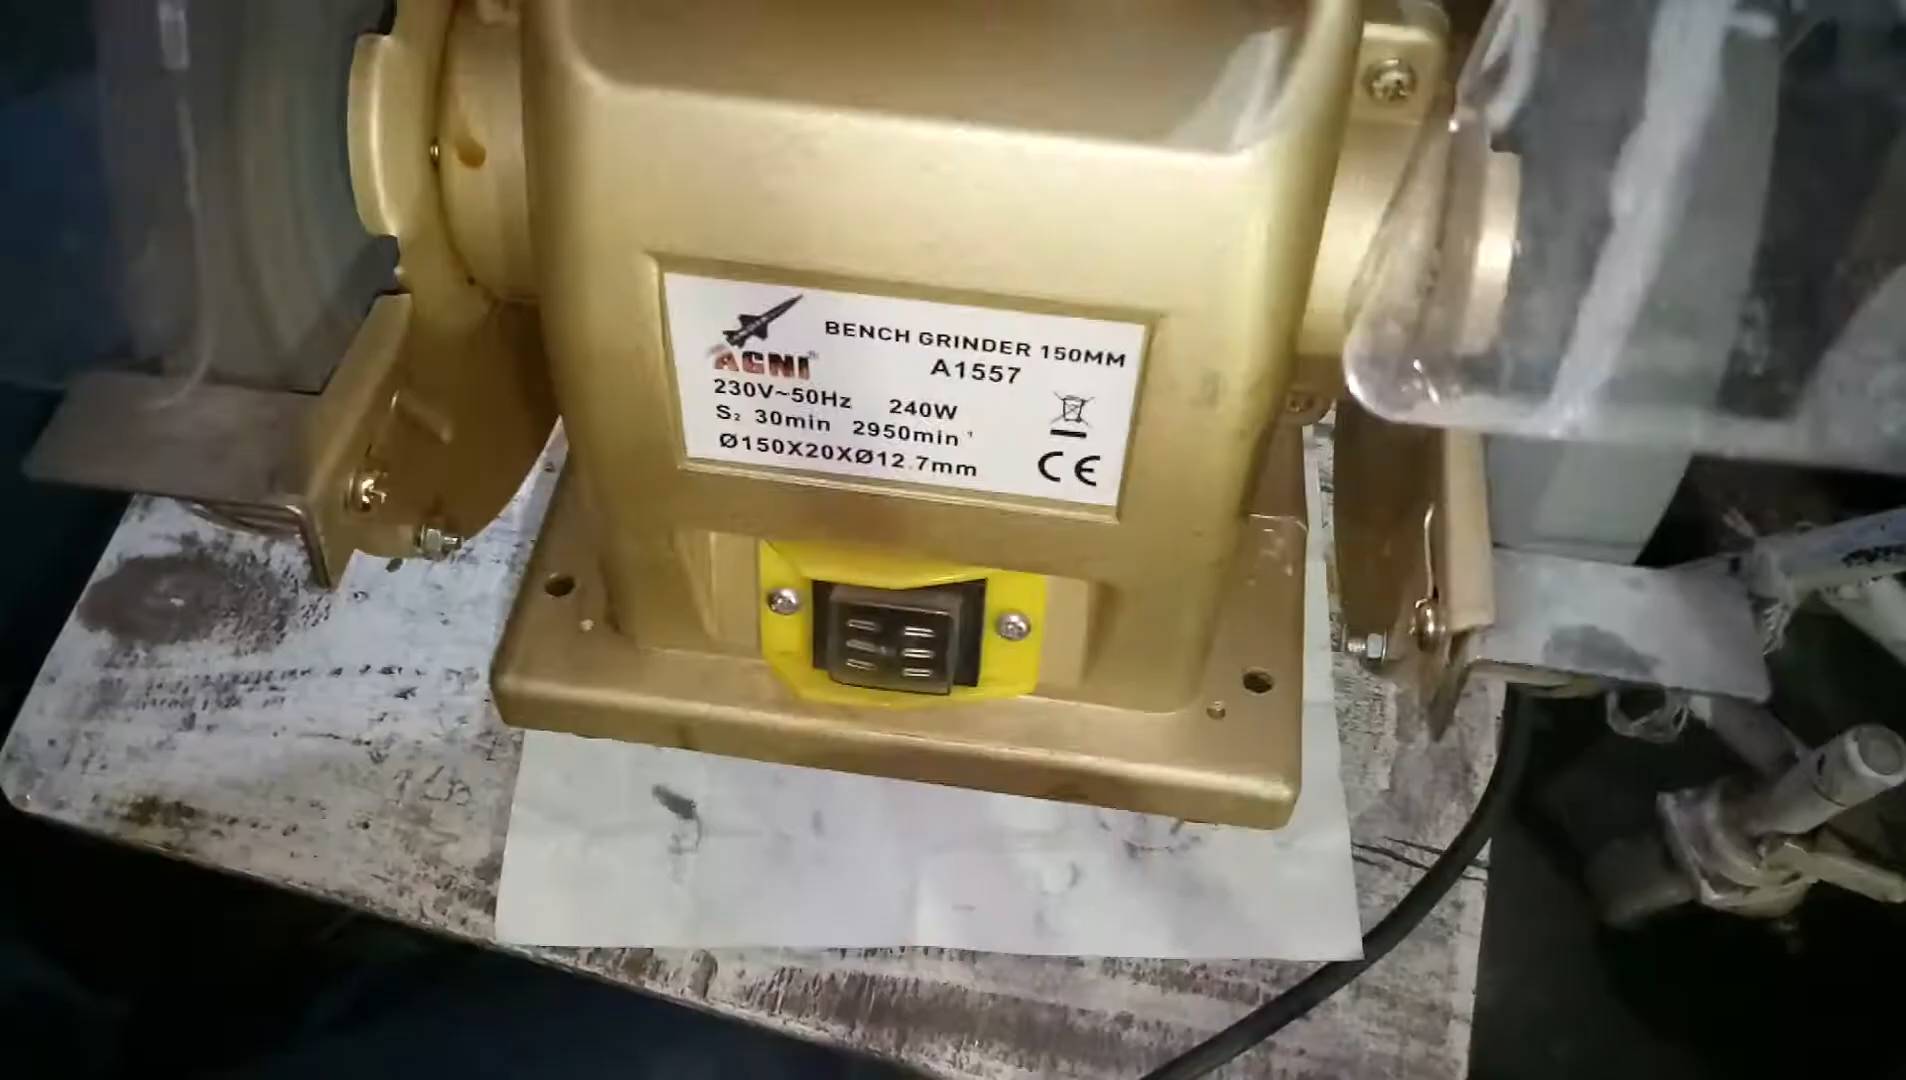 AGNI®
BENCH GRINDER 150MM
A1557
230V~50Hz 240W
S₂ 30min 2950min⁻¹
Ø150X20XØ12.7mm
CE